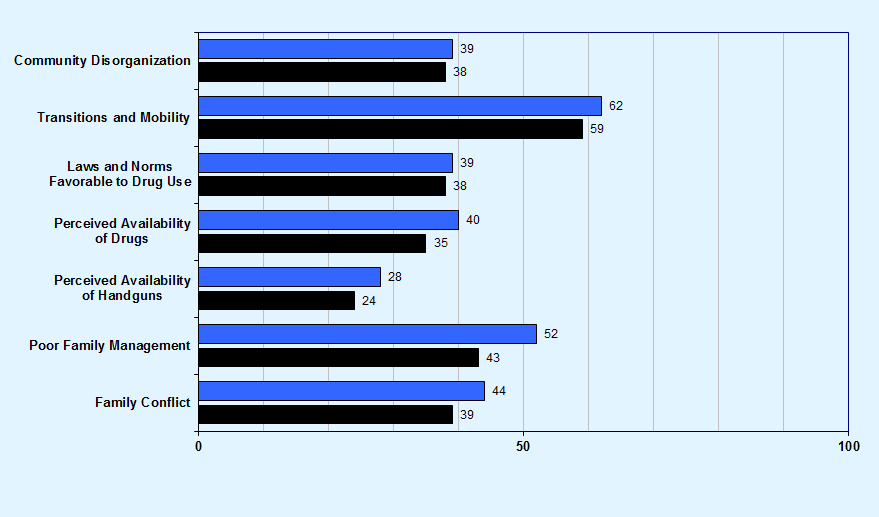 Community Disorganization
39
38
Transitions and Mobility
62
59
Laws and Norms
Favorable to Drug Use
39
38
Perceived Availability
of Drugs
40
35
Perceived Availability
of Handguns
28
24
Poor Family Management
52
43
Family Conflict
44
39
0 50 100